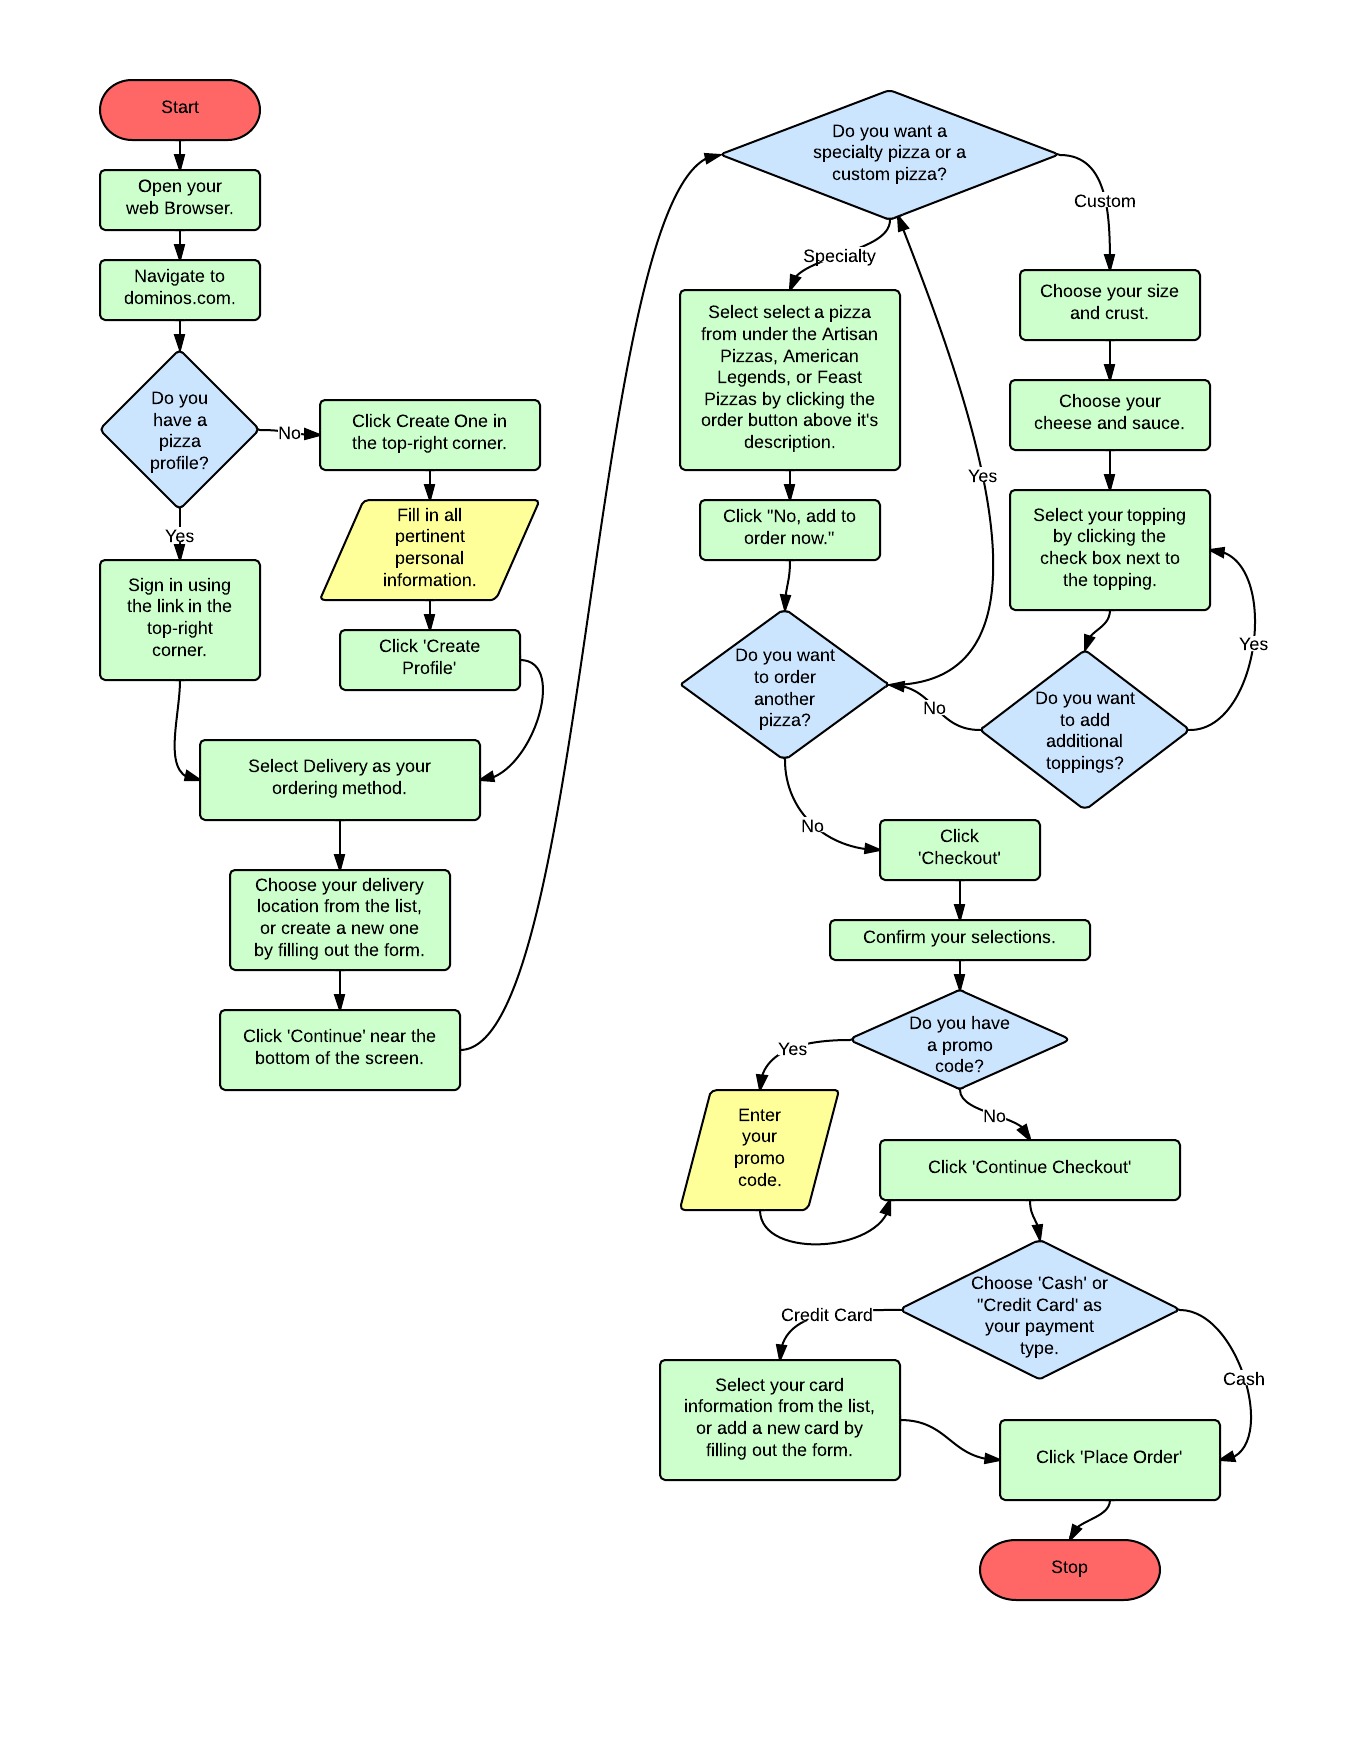 Start
Open your
web Browser.
Navigate to
dominos.com.
Do you
have a
pizza
profile?
No
Click Create One in
the top-right corner.
Fill in all
pertinent
personal
information.
Click 'Create
Profile'
Yes
Sign in using
the link in the
top-right
corner.
Select Delivery as your
ordering method.
Choose your delivery
location from the list,
or create a new one
by filling out the form.
Click 'Continue' near the
bottom of the screen.
Do you want a
specialty pizza or a
custom pizza?
Specialty
Select select a pizza
from under the Artisan
Pizzas, American
Legends, or Feast
Pizzas by clicking the
order button above it's
description.
Click "No, add to
order now."
Custom
Choose your size
and crust.
Choose your
cheese and sauce.
Select your topping
by clicking the
check box next to
the topping.
Do you want
to add
additional
toppings?
Yes
No
Do you want
to order
another
pizza?
Yes
No
Click
'Checkout'
Confirm your selections.
Do you have
a promo
code?
Yes
Enter
your
promo
code.
No
Click 'Continue Checkout'
Choose 'Cash' or
"Credit Card' as
your payment
type.
Credit Card
Select your card
information from the list,
or add a new card by
filling out the form.
Cash
Click 'Place Order'
Stop